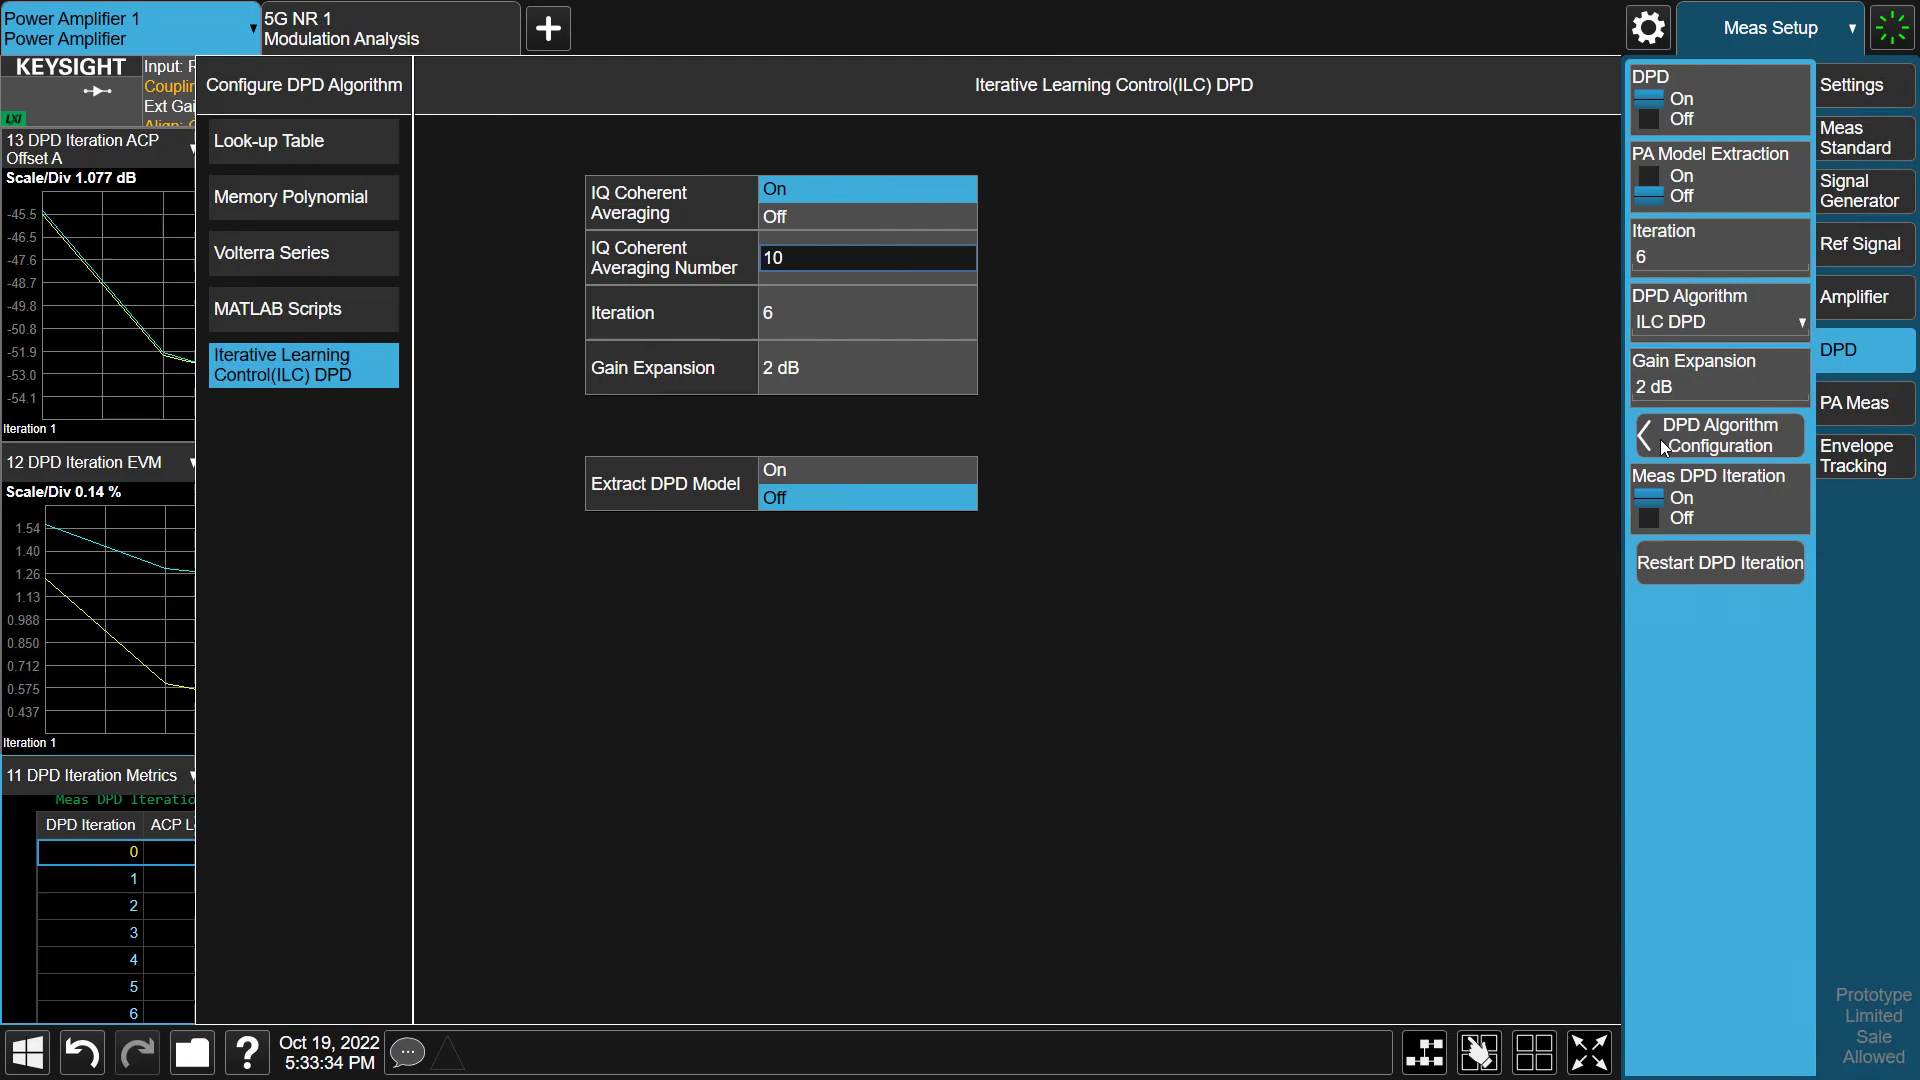 Power Amplifier 1
Power Amplifier
5G NR 1
Modulation Analysis
Meas Setup
KEYSIGHT
LXI
Input: R
Couplin
Ext Gai
Align: 
13 DPD Iteration ACP
Offset A
Scale/Div 1.077 dB
-45.5
-46.5
-47.6
-48.7
-49.8
-50.8
-51.9
-53.0
-54.1
Iteration 1
12 DPD Iteration EVM
Scale/Div 0.14 %
1.54
1.40
1.26
1.13
0.988
0.850
0.712
0.575
0.437
Iteration 1
11 DPD Iteration Metrics
Meas DPD Iteratio
DPD Iteration ACP L
0
1
2
3
4
5
6
Configure DPD Algorithm
Look-up Table
Memory Polynomial
Volterra Series
MATLAB Scripts
Iterative Learning
Control(ILC) DPD
Iterative Learning Control(ILC) DPD
IQ Coherent
Averaging
On
Off
IQ Coherent
Averaging Number
10
Iteration
6
Gain Expansion
2 dB
Extract DPD Model
On
Off
DPD
On
Off
PA Model Extraction
On
Off
Iteration
6
DPD Algorithm
ILC DPD
Gain Expansion
2 dB
DPD Algorithm
Configuration
Meas DPD Iteration
On
Off
Restart DPD Iteration
Settings
Meas
Standard
Signal
Generator
Ref Signal
Amplifier
DPD
PA Meas
Envelope
Tracking
Prototype
Limited
Sale
Allowed
Oct 19, 2022
5:33:34 PM